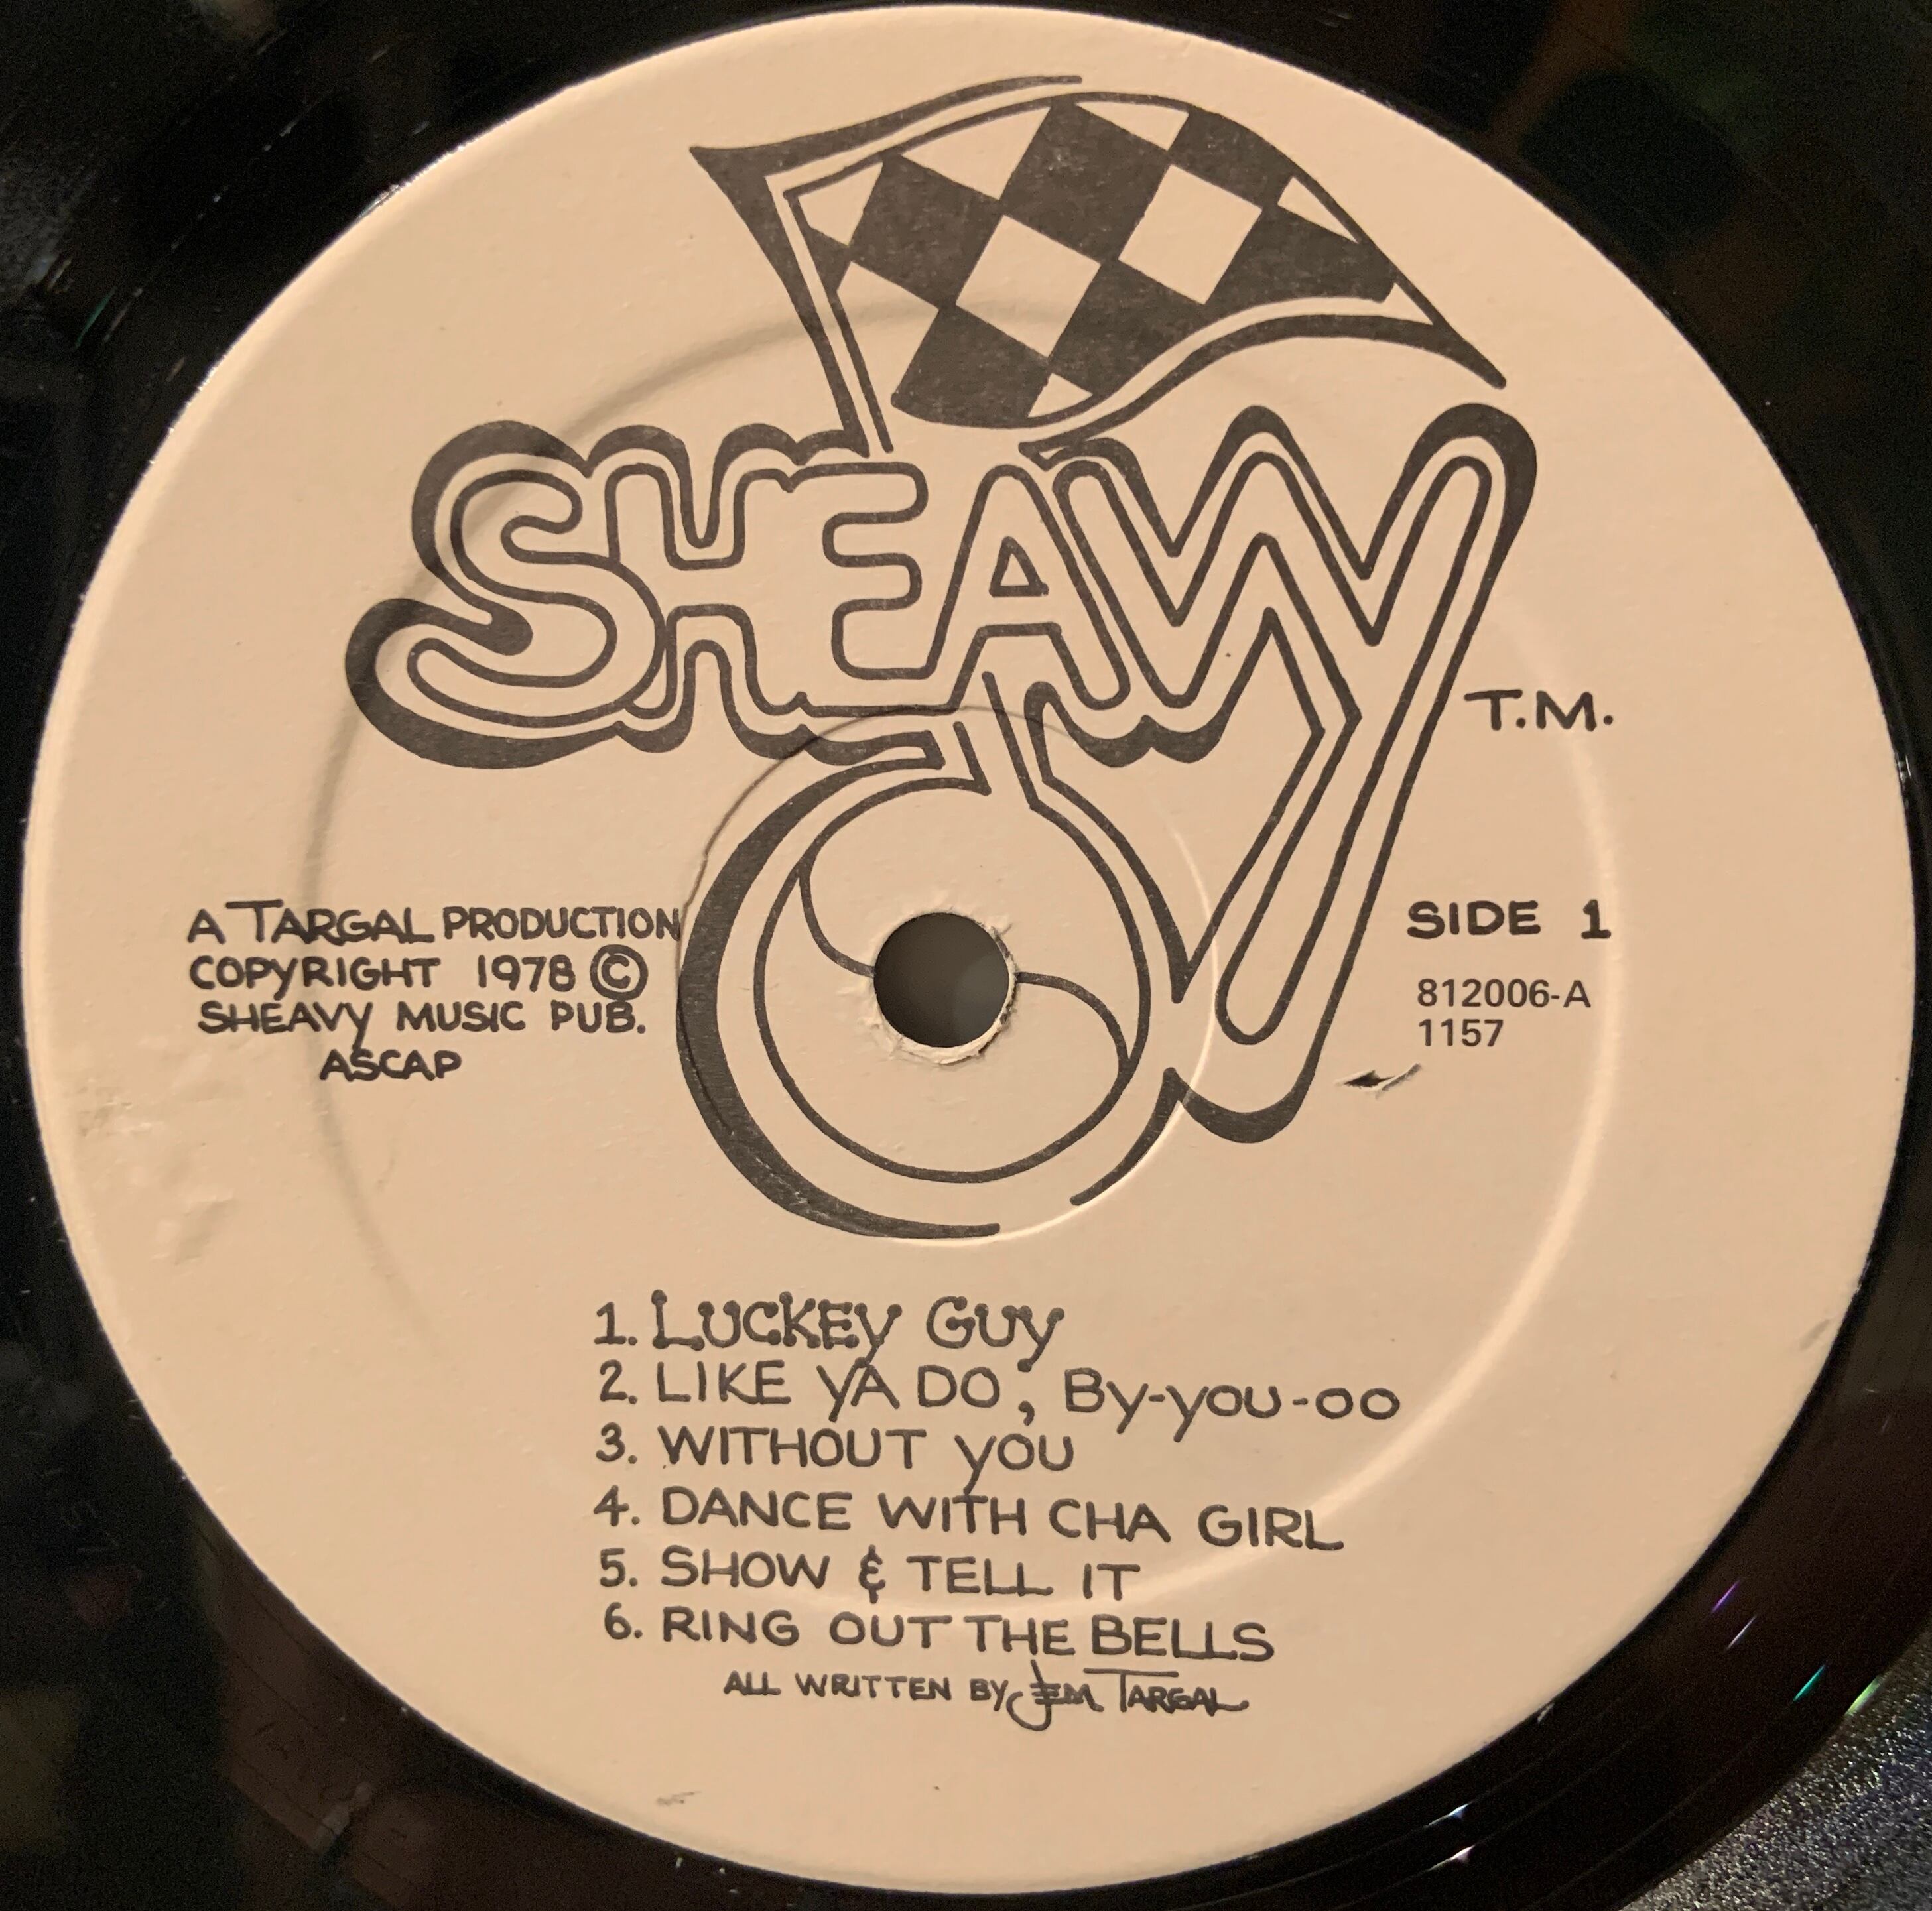 SHEAVY
T.M.
A TARGAL PRODUCTION
COPYRIGHT 1978 ©
SHEAVY MUSIC PUB.
ASCAP
SIDE 1
812006-A
1157
1. LUCKEY GUY
2. LIKE YA DO, By-you-oo
3. WITHOUT YOU
4. DANCE WITH CHA GIRL
5. SHOW & TELL IT
6. RING OUT THE BELLS
ALL WRITTEN BY JEM TARGAL